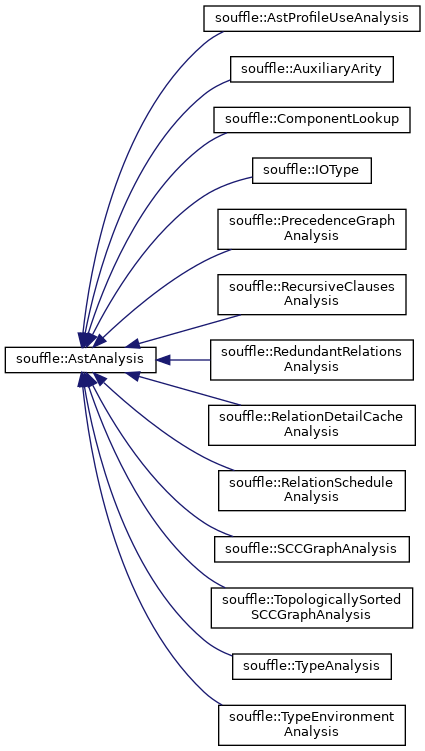 souffle::AstProfileUseAnalysis
souffle::AuxiliaryArity
souffle::ComponentLookup
souffle::IOType
souffle::PrecedenceGraph
Analysis
souffle::RecursiveClauses
Analysis
souffle::AstAnalysis
souffle::RedundantRelations
Analysis
souffle::RelationDetailCache
Analysis
souffle::RelationSchedule
Analysis
souffle::SCCGraphAnalysis
souffle::TopologicallySorted
SCCGraphAnalysis
souffle::TypeAnalysis
souffle::TypeEnvironment
Analysis